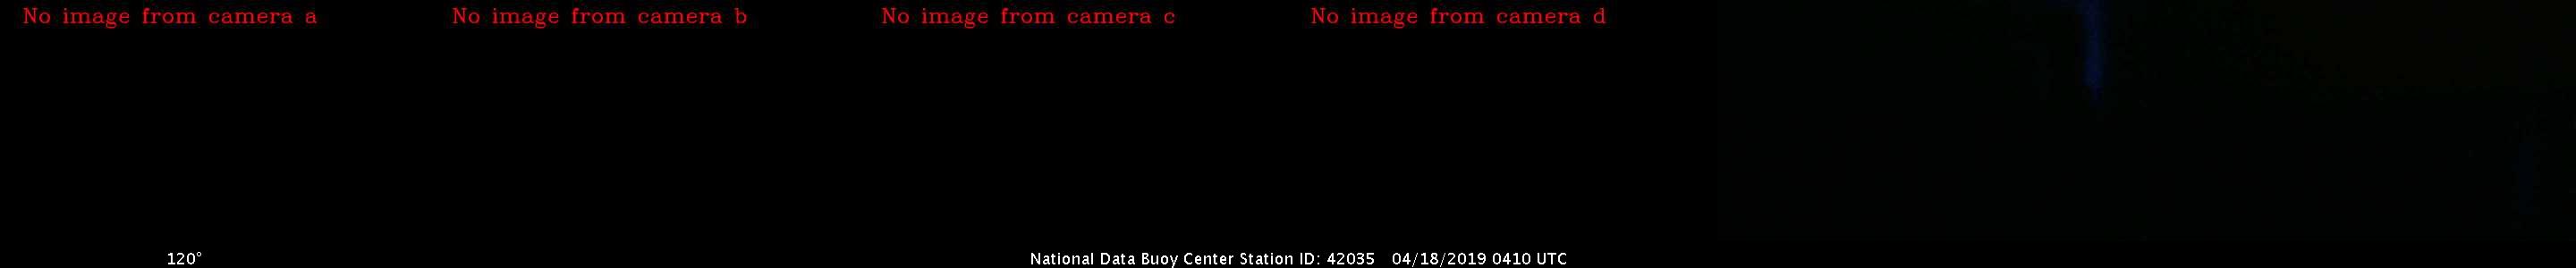 No image from camera a
No image from camera b
No image from camera c
No image from camera d
120°
National Data Buoy Center Station ID: 42035 04/18/2019 0410 UTC